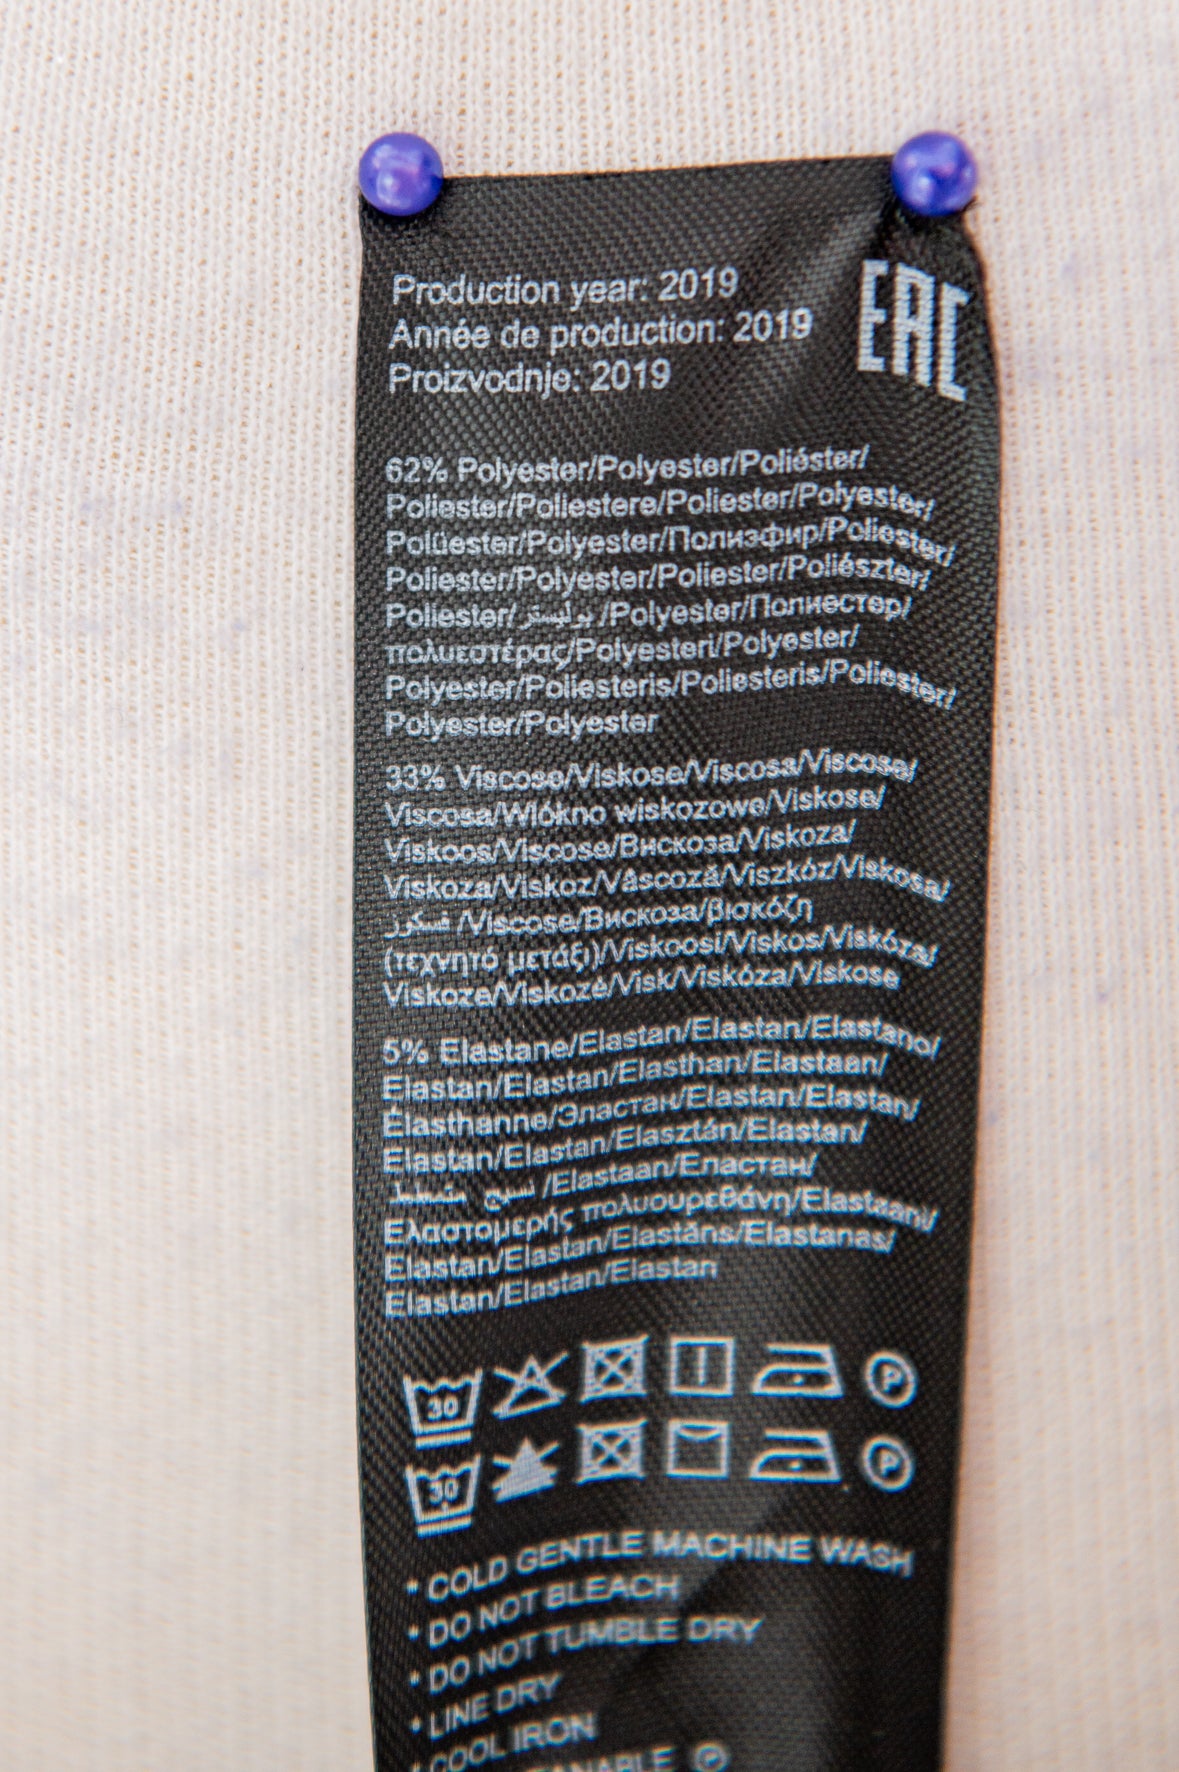 Production year: 2019
Année de production: 2019
Proizvodnje: 2019
EAC
62% Polyester/Polyester/Poliéster/
Poliester/Poliestere/Poliester/Polyester/
Polüester/Polyester/Полиэфир/Poliester/
Poliester/Polyester/Poliester/Poliészter/
Poliester/بوليستر/Polyester/Полиестер/
πολυεστέρας/Polyesteri/Polyester/
Polyester/Poliesteris/Poliesteris/Poliester/
Polyester/Polyester
33% Viscose/Viskose/Viscosa/Viscose/
Viscosa/Wlókno wiskozowe/Viskose/
Viskoos/Viscose/Вискоза/Viskoza/
Viskoza/Viskoz/Vâscoză/Viszkóz/Viskosa/
فسكوز/Viscose/Вискоза/βισκόζη
(τεχνητό μετάξι)/Viskoosi/Viskos/Viskóza/
Viskoze/Viskozė/Visk/Viskóza/Viskose
5% Elastane/Elastan/Elastan/Elastano/
Elastan/Elastan/Elasthan/Elastaan/
Élasthanne/Эластан/Elastan/Elastan/
Elastan/Elastan/Elasztán/Elastan/
نسيج /Elastaan/Еластан/
Ελαστομερής πολυουρεθάνη/Elastaani/
Elastan/Elastan/Elastāns/Elastanas/
Elastan/Elastan/Elastan
30 P
30 P
• COLD GENTLE MACHINE WASH
• DO NOT BLEACH
• DO NOT TUMBLE DRY
• LINE DRY
• COOL IRON
P